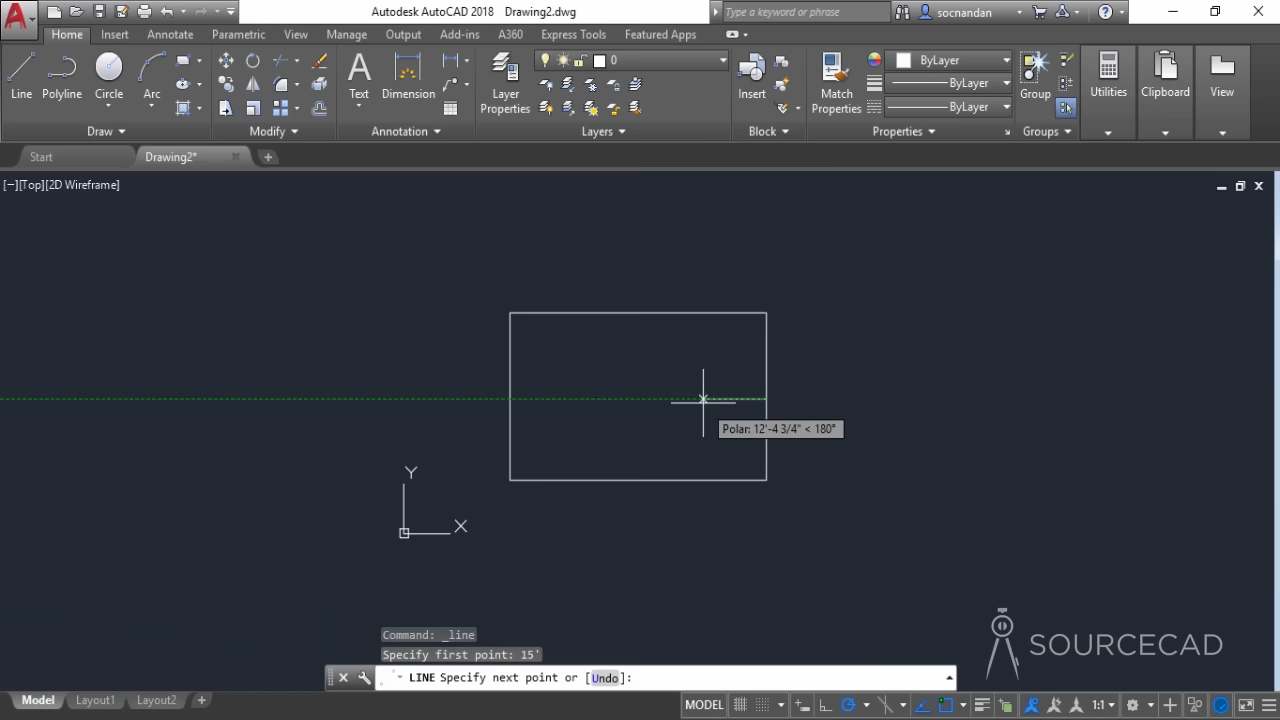 Autodesk AutoCAD 2018 Drawing2.dwg
Type a keyword or phrase
socnandan
Home Insert Annotate Parametric View Manage Output Add-ins A360 Express Tools Featured Apps
0
ByLayer
ByLayer
ByLayer
Line Polyline Circle Arc Text Dimension Layer Properties Insert Match Properties Group Utilities Clipboard View
Draw Modify Annotation Layers Block Properties Groups
Start Drawing2* +
[−][Top][2D Wireframe]
Polar: 12'-4 3/4" < 180°
Y
X
Command: _line
Specify first point: 15'
SOURCECAD
LINE Specify next point or [Undo]:
Model Layout1 Layout2 + MODEL 1:1